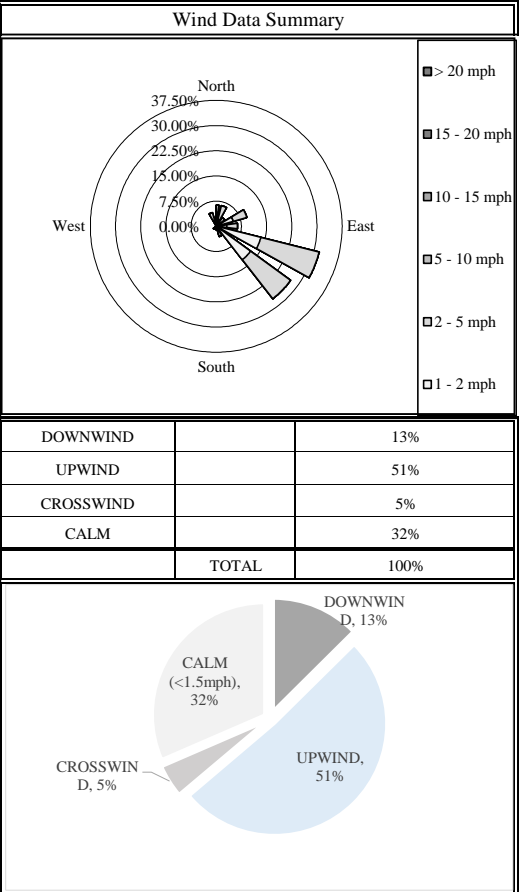 Wind Data Summary
North
37.50%
30.00%
22.50%
15.00%
7.50%
0.00%
West
East
South
> 20 mph
15 - 20 mph
10 - 15 mph
5 - 10 mph
2 - 5 mph
1 - 2 mph
DOWNWIND 13%
UPWIND 51%
CROSSWIND 5%
CALM 32%
TOTAL 100%
DOWNWIN
D, 13%
CALM
(<1.5mph),
32%
UPWIND,
51%
CROSSWIN
D, 5%